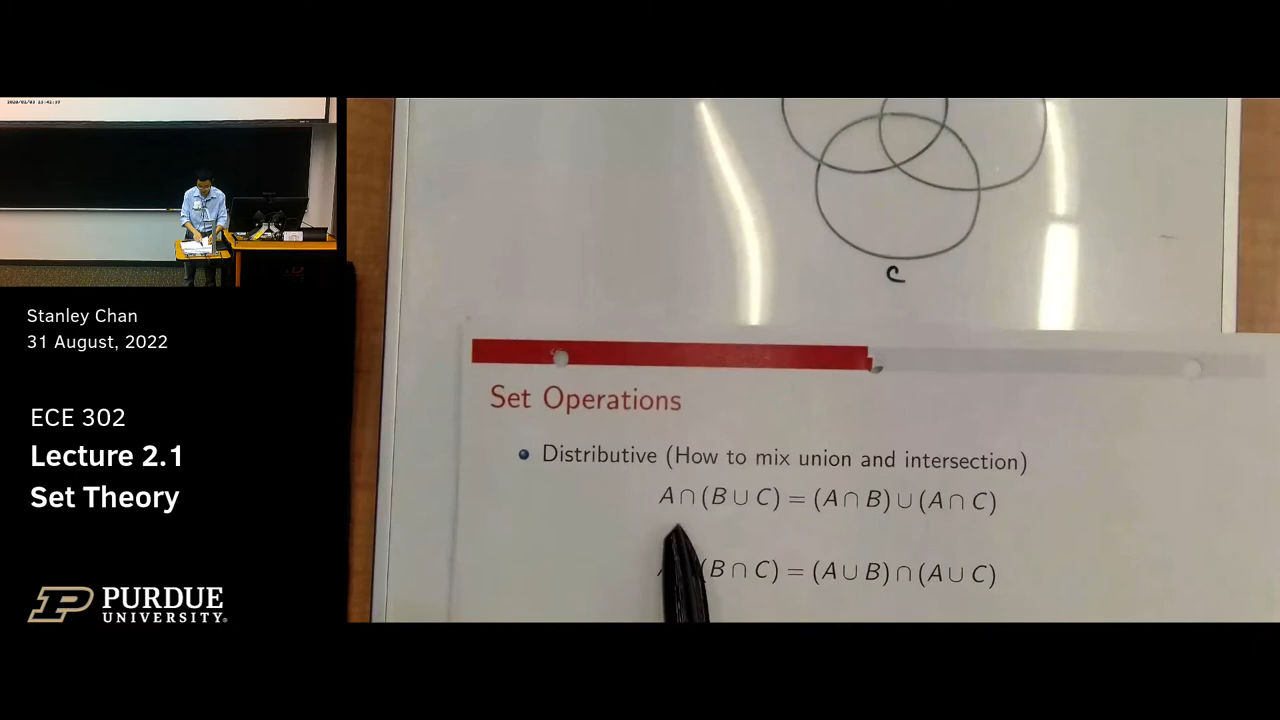 Stanley Chan
31 August, 2022
ECE 302
Lecture 2.1
Set Theory
PURDUE
UNIVERSITY.
C
Set Operations
• Distributive (How to mix union and intersection)
A ∩ (B ∪ C) = (A ∩ B) ∪ (A ∩ C)
(B ∩ C) = (A ∪ B) ∩ (A ∪ C)